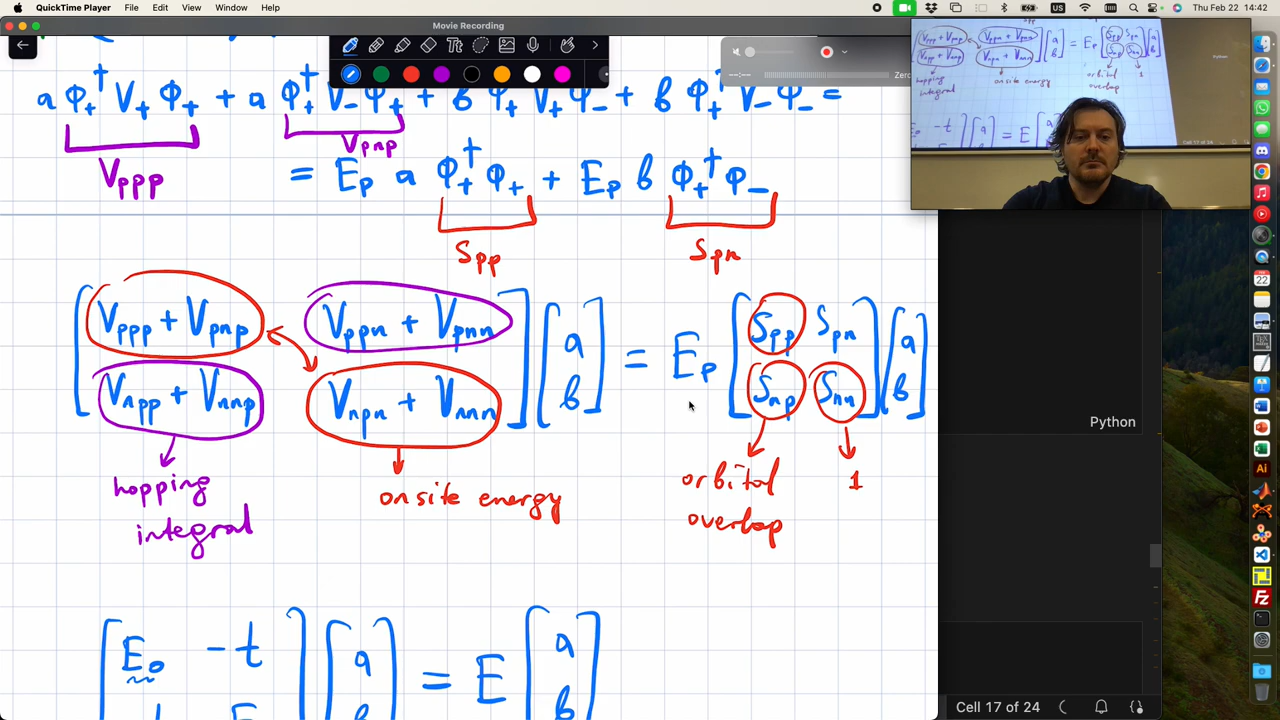 QuickTime Player File Edit View Window Help
Thu Feb 22 14:42
Movie Recording
Zero
a Φ₊† V₊ Φ₊ + a Φ₊† V₋ Φ₊ + b Φ₊† V₊ Φ₋ + b Φ₊† V₋ Φ₋ =
Vppp
Vpnp
= Ep a Φ₊† Φ₊ + Ep b Φ₊† Φ₋
Spp
Spn
Vppp + Vpnp Vppn + Vpnn a Spp Spn a
= Ep
Vnpp + Vnnp Vnpn + Vnnn b Snp Snn b
hopping integral
onsite energy
orbital overlap
1
E₀ -t a = E a
Python
Cell 17 of 24